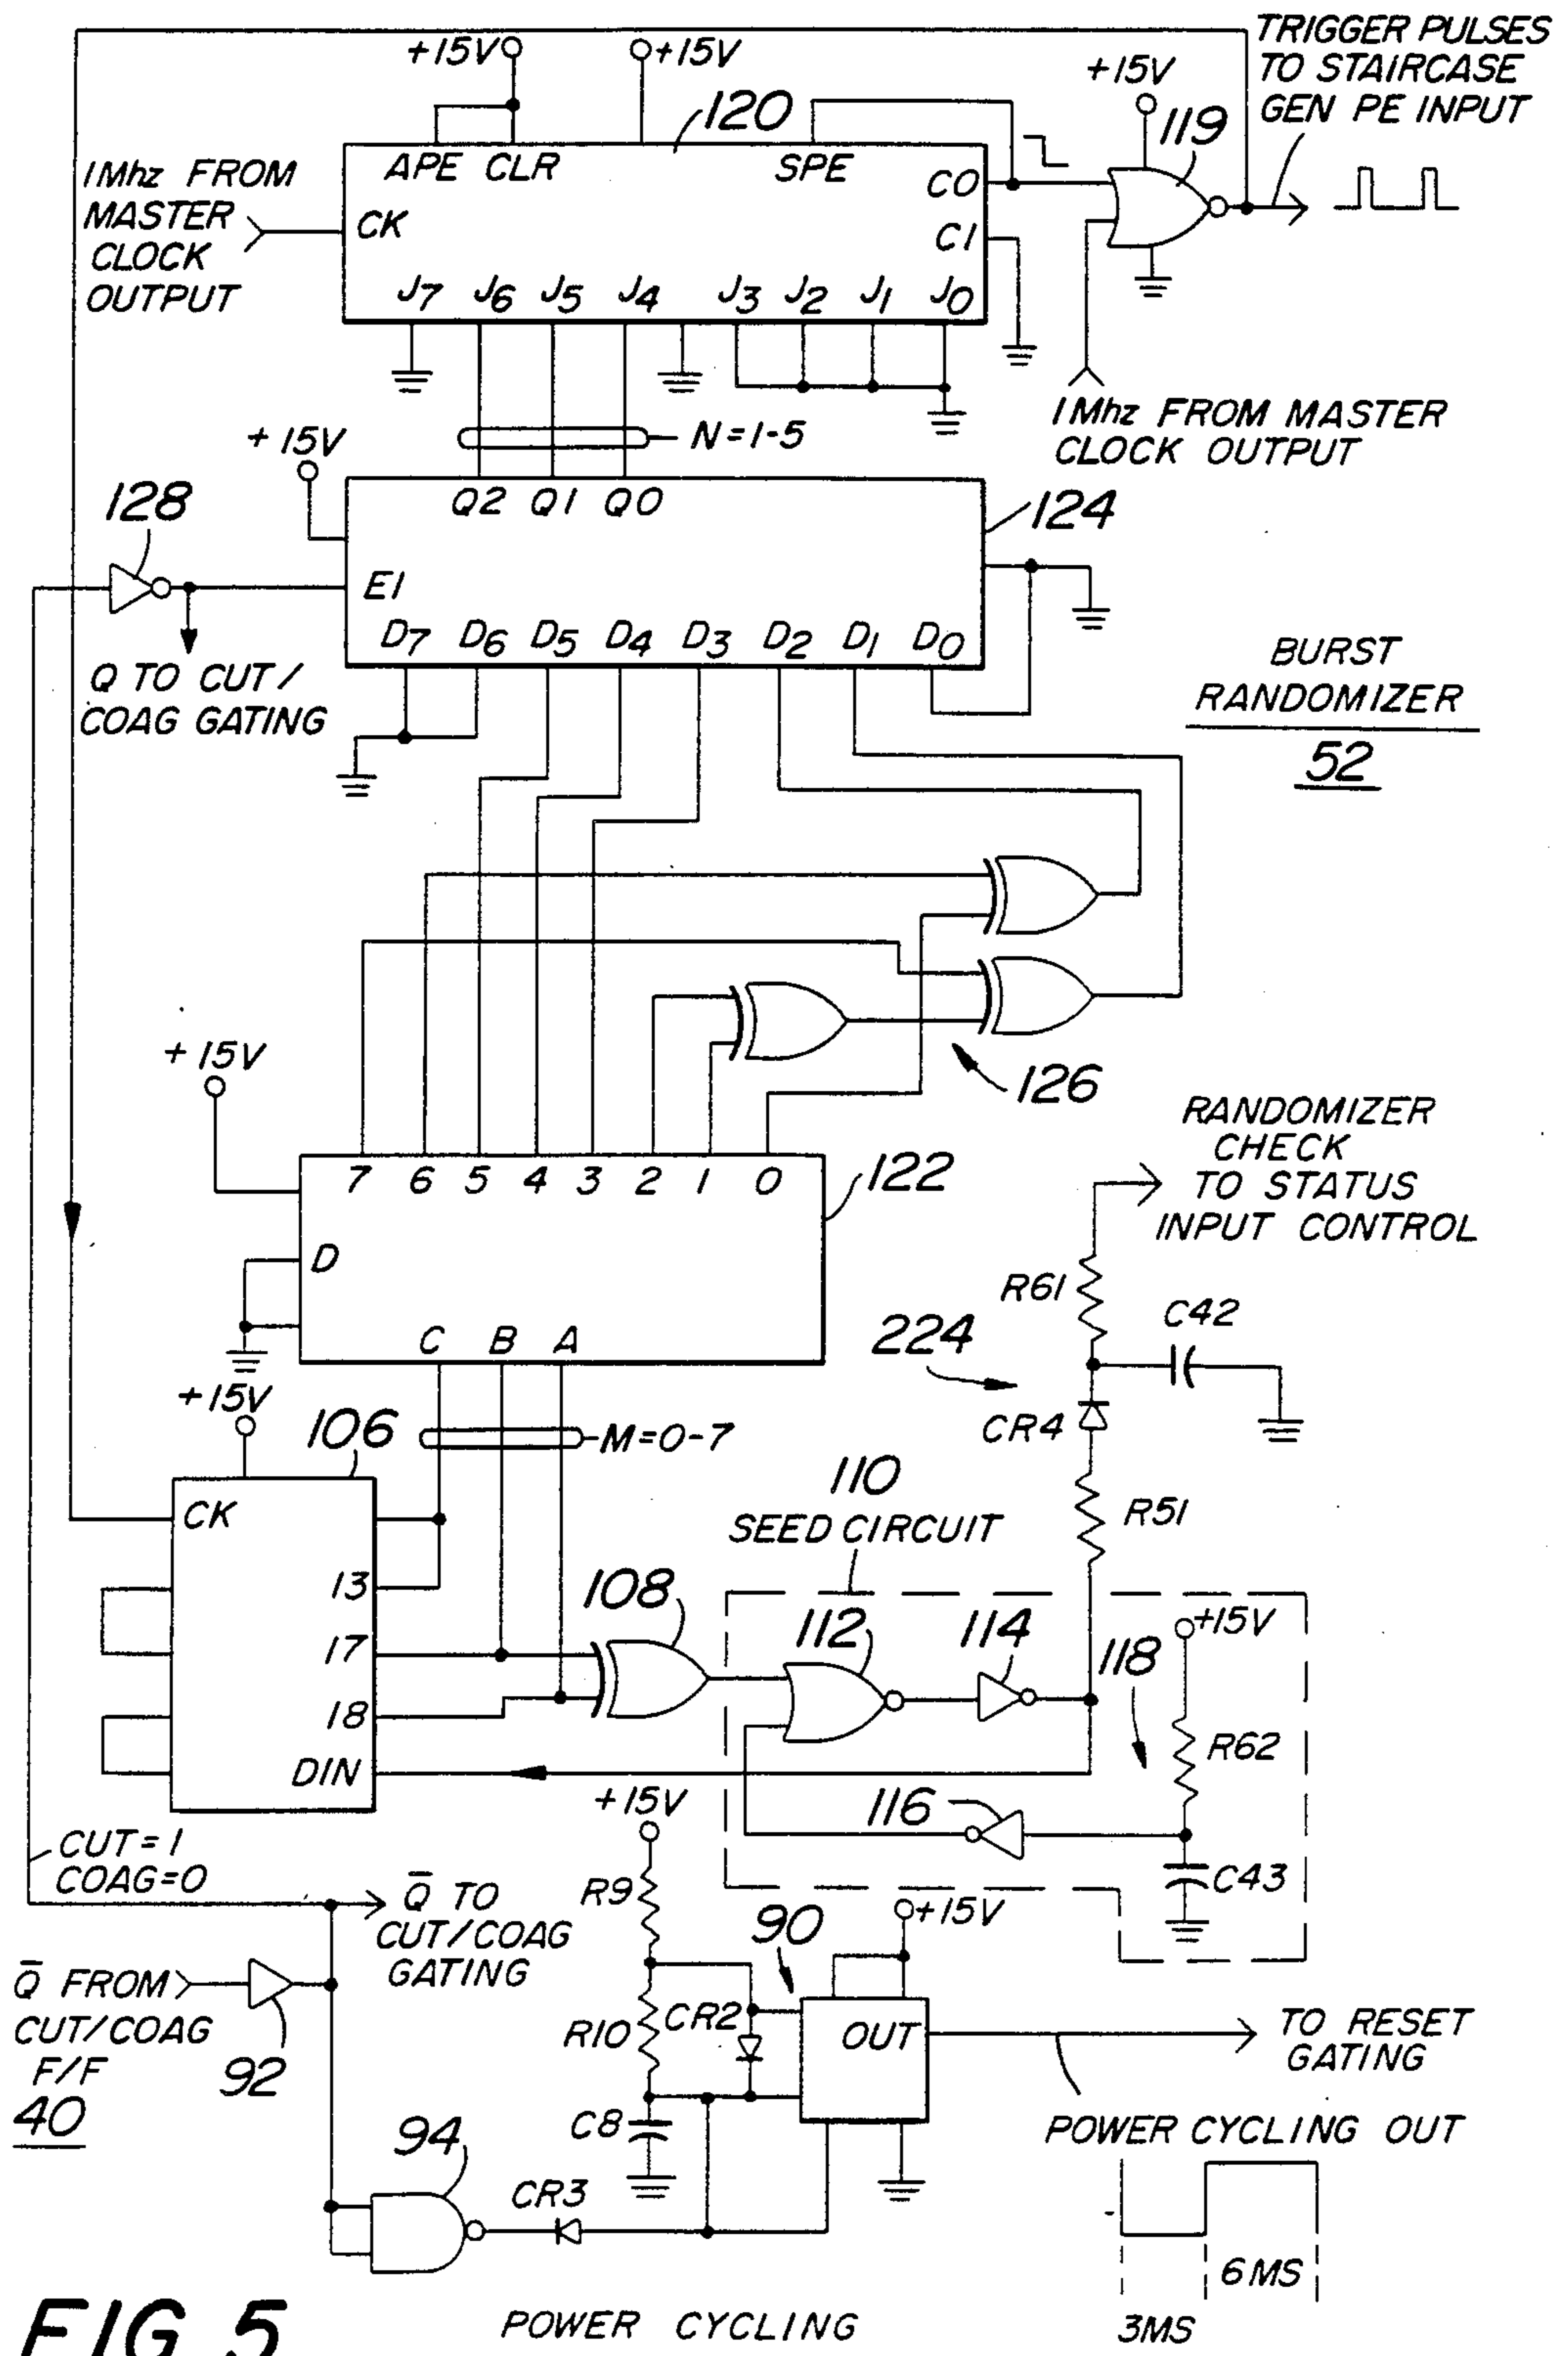 +15V
+15V
TRIGGER PULSES
TO STAIRCASE
GEN PE INPUT
+15V
120
119
1Mhz FROM
MASTER
CLOCK
OUTPUT
APE CLR
SPE
CO
CK
CI
J7 J6 J5 J4 J3 J2 J1 J0
1Mhz FROM MASTER
CLOCK OUTPUT
N=1-5
+15V
128
Q2 Q1 Q0
124
EI
D7 D6 D5 D4 D3 D2 D1 D0
Q TO CUT/
COAG GATING
BURST
RANDOMIZER
52
126
+15V
7 6 5 4 3 2 1 0
122
D
C B A
RANDOMIZER
CHECK
TO STATUS
INPUT CONTROL
R61
C42
224
CR4
+15V
106
M=0-7
110
SEED CIRCUIT
R51
CK
13
17
18
DIN
108
112
114
118
+15V
R62
116
C43
CUT=1
COAG=0
Q̄ TO
CUT/COAG
GATING
+15V
R9
90
+15V
Q̄ FROM
CUT/COAG
F/F
40
92
R10
CR2
OUT
TO RESET
GATING
C8
94
CR3
POWER CYCLING OUT
6MS
3MS
FIG. 5
POWER CYCLING